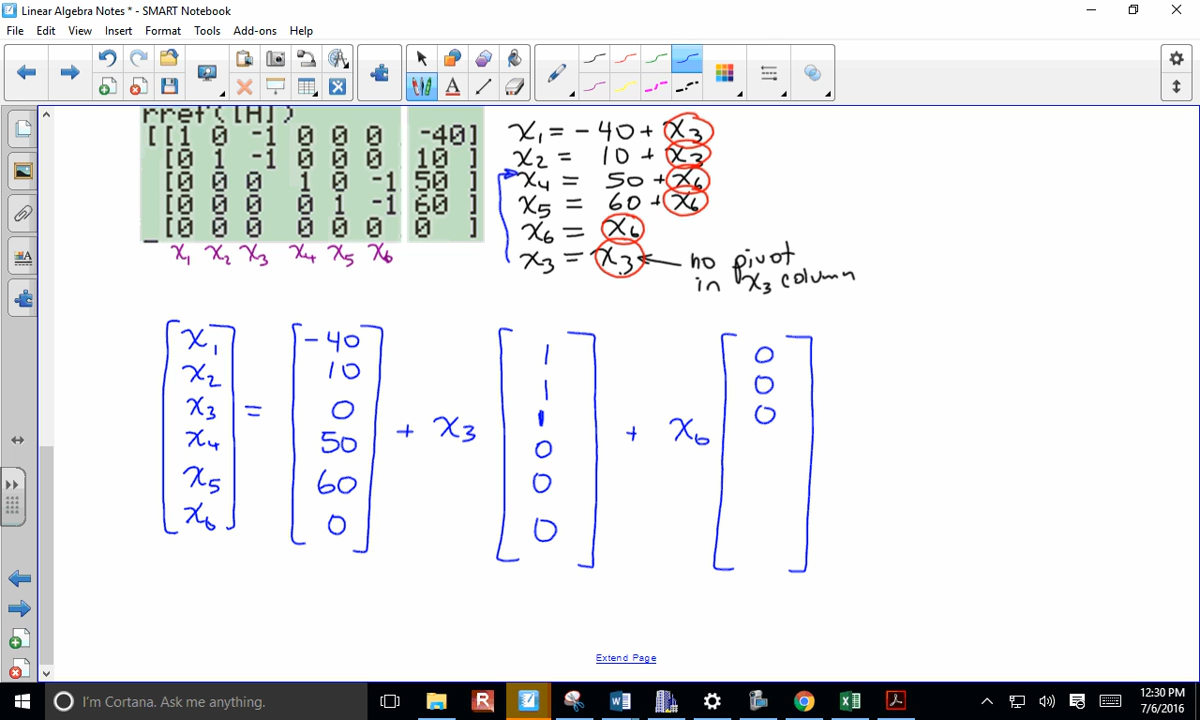 Linear Algebra Notes * - SMART Notebook
File Edit View Insert Format Tools Add-ons Help
rref([H])
[[1 0 -1 0 0 0 -40]
[0 1 -1 0 0 0 10 ]
[0 0 0 1 0 -1 50 ]
[0 0 0 0 1 -1 60 ]
[0 0 0 0 0 0 0 ]
x₁ x₂ x₃ x₄ x₅ x₆
x₁ = -40 + x₃
x₂ = 10 + x₃
x₄ = 50 + x₆
x₅ = 60 + x₆
x₆ = x₆
x₃ = x₃ ← no pivot
in x₃ column
x₁ -40 1 0
x₂ 10 1 0
x₃ = 0 + x₃ 1 + x₆ 0
x₄ 50 0
x₅ 60 0
x₆ 0 0
Extend Page
I'm Cortana. Ask me anything.
12:30 PM
7/6/2016